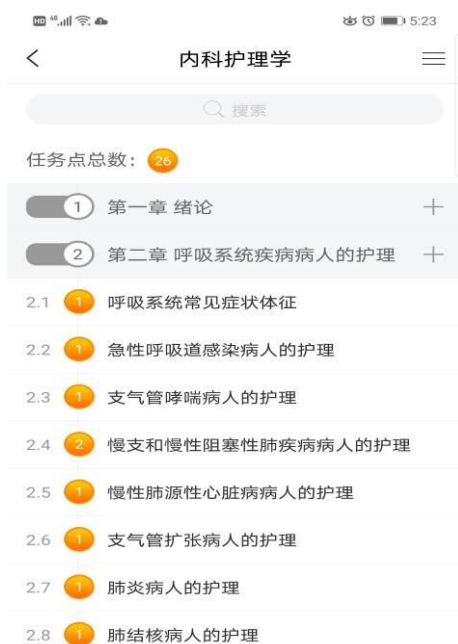 HD 46 5:23
内科护理学
搜索
任务点总数: 26
1 第一章 绪论
2 第二章 呼吸系统疾病病人的护理
2.1 1 呼吸系统常见症状体征
2.2 1 急性呼吸道感染病人的护理
2.3 1 支气管哮喘病人的护理
2.4 2 慢支和慢性阻塞性肺疾病病人的护理
2.5 1 慢性肺源性心脏病病人的护理
2.6 1 支气管扩张病人的护理
2.7 1 肺炎病人的护理
2.8 1 肺结核病人的护理